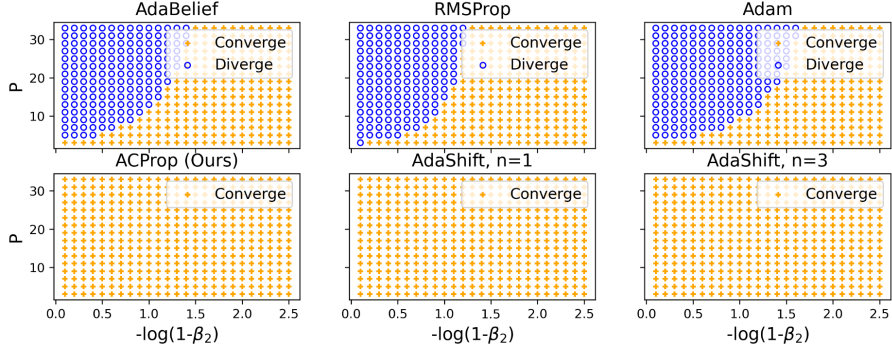 AdaBelief
RMSProp
Adam
30
20
10
P
Converge
Diverge
Converge
Diverge
Converge
Diverge
ACProp (Ours)
AdaShift, n=1
AdaShift, n=3
30
20
10
P
Converge
Converge
Converge
0.0 0.5 1.0 1.5 2.0 2.5
0.0 0.5 1.0 1.5 2.0 2.5
0.0 0.5 1.0 1.5 2.0 2.5
-log(1-β₂)
-log(1-β₂)
-log(1-β₂)